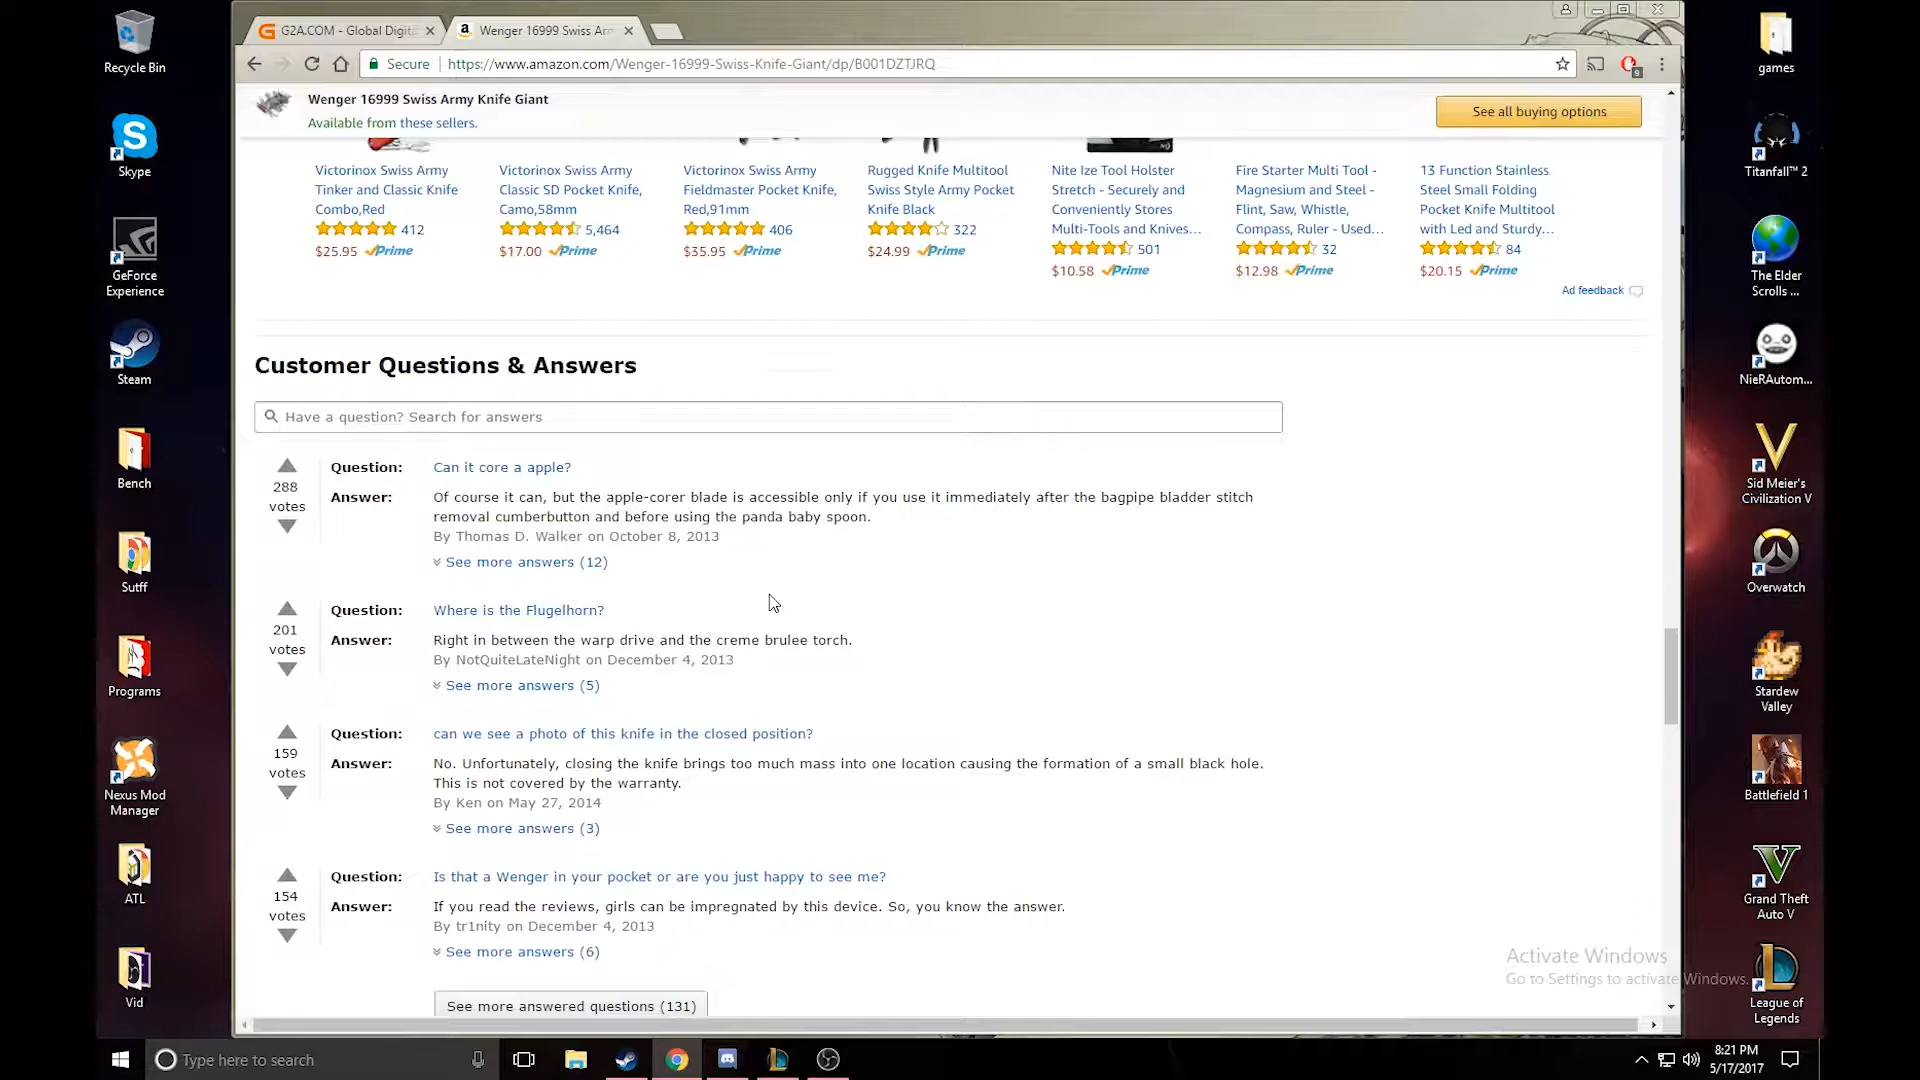 G2A.COM - Global Digita
Wenger 16999 Swiss Arm
Secure
https://www.amazon.com/Wenger-16999-Swiss-Knife-Giant/dp/B001DZTJRQ
Wenger 16999 Swiss Army Knife Giant
Available from these sellers.
See all buying options
Victorinox Swiss Army
Tinker and Classic Knife
Combo,Red
412
$25.95 Prime
Victorinox Swiss Army
Classic SD Pocket Knife,
Camo,58mm
5,464
$17.00 Prime
Victorinox Swiss Army
Fieldmaster Pocket Knife,
Red,91mm
406
$35.95 Prime
Rugged Knife Multitool
Swiss Style Army Pocket
Knife Black
322
$24.99 Prime
Nite Ize Tool Holster
Stretch - Securely and
Conveniently Stores
Multi-Tools and Knives...
501
$10.58 Prime
Fire Starter Multi Tool -
Magnesium and Steel -
Flint, Saw, Whistle,
Compass, Ruler - Used...
32
$12.98 Prime
13 Function Stainless
Steel Small Folding
Pocket Knife Multitool
with Led and Sturdy...
84
$20.15 Prime
Ad feedback
Customer Questions & Answers
Have a question? Search for answers
288
votes
Question: Can it core a apple?
Answer: Of course it can, but the apple-corer blade is accessible only if you use it immediately after the bagpipe bladder stitch
removal cumberbutton and before using the panda baby spoon.
By Thomas D. Walker on October 8, 2013
See more answers (12)
201
votes
Question: Where is the Flugelhorn?
Answer: Right in between the warp drive and the creme brulee torch.
By NotQuiteLateNight on December 4, 2013
See more answers (5)
159
votes
Question: can we see a photo of this knife in the closed position?
Answer: No. Unfortunately, closing the knife brings too much mass into one location causing the formation of a small black hole.
This is not covered by the warranty.
By Ken on May 27, 2014
See more answers (3)
154
votes
Question: Is that a Wenger in your pocket or are you just happy to see me?
Answer: If you read the reviews, girls can be impregnated by this device. So, you know the answer.
By tr1nity on December 4, 2013
See more answers (6)
See more answered questions (131)
Activate Windows
Go to Settings to activate Windows.
Recycle Bin
Skype
GeForce
Experience
Steam
Bench
Sutff
Programs
Nexus Mod
Manager
ATL
Vid
games
Titanfall™ 2
The Elder
Scrolls ...
NieRAutom...
Sid Meier's
Civilization V
Overwatch
Stardew
Valley
Battlefield 1
Grand Theft
Auto V
League of
Legends
Type here to search
8:21 PM
5/17/2017